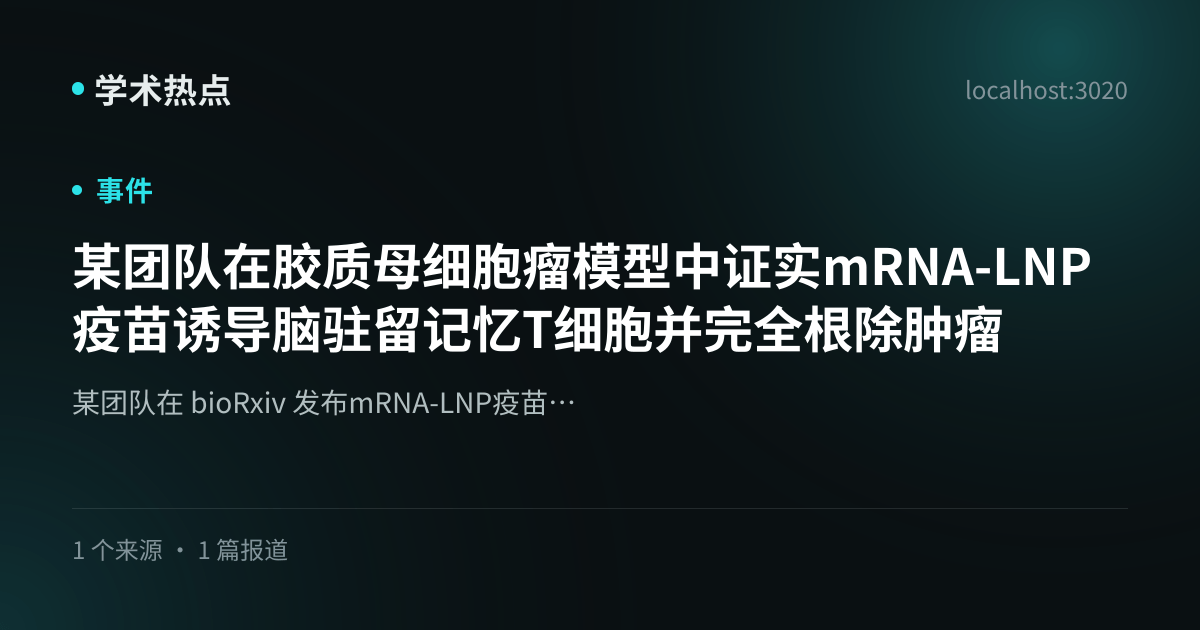 学术热点
localhost:3020
事件
某团队在胶质母细胞瘤模型中证实mRNA-LNP
疫苗诱导脑驻留记忆T细胞并完全根除肿瘤
某团队在 bioRxiv 发布mRNA-LNP疫苗…
1 个来源 · 1 篇报道